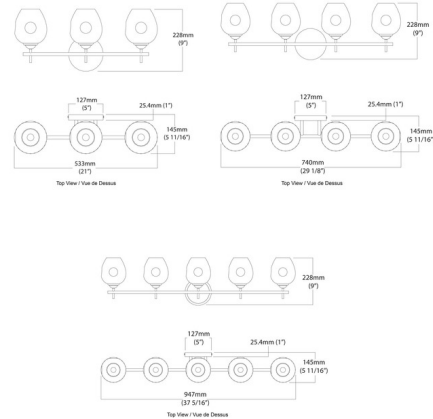 228mm
(9")
127mm
(5")
25.4mm (1")
145mm
(5 11/16")
533mm
(21")
Top View / Vue de Dessus
228mm
(9")
127mm
(5")
25.4mm (1")
145mm
(5 11/16")
740mm
(29 1/8")
Top View / Vue de Dessus
228mm
(9")
127mm
(5")
25.4mm (1")
145mm
(5 11/16")
947mm
(37 5/16")
Top View / Vue de Dessus